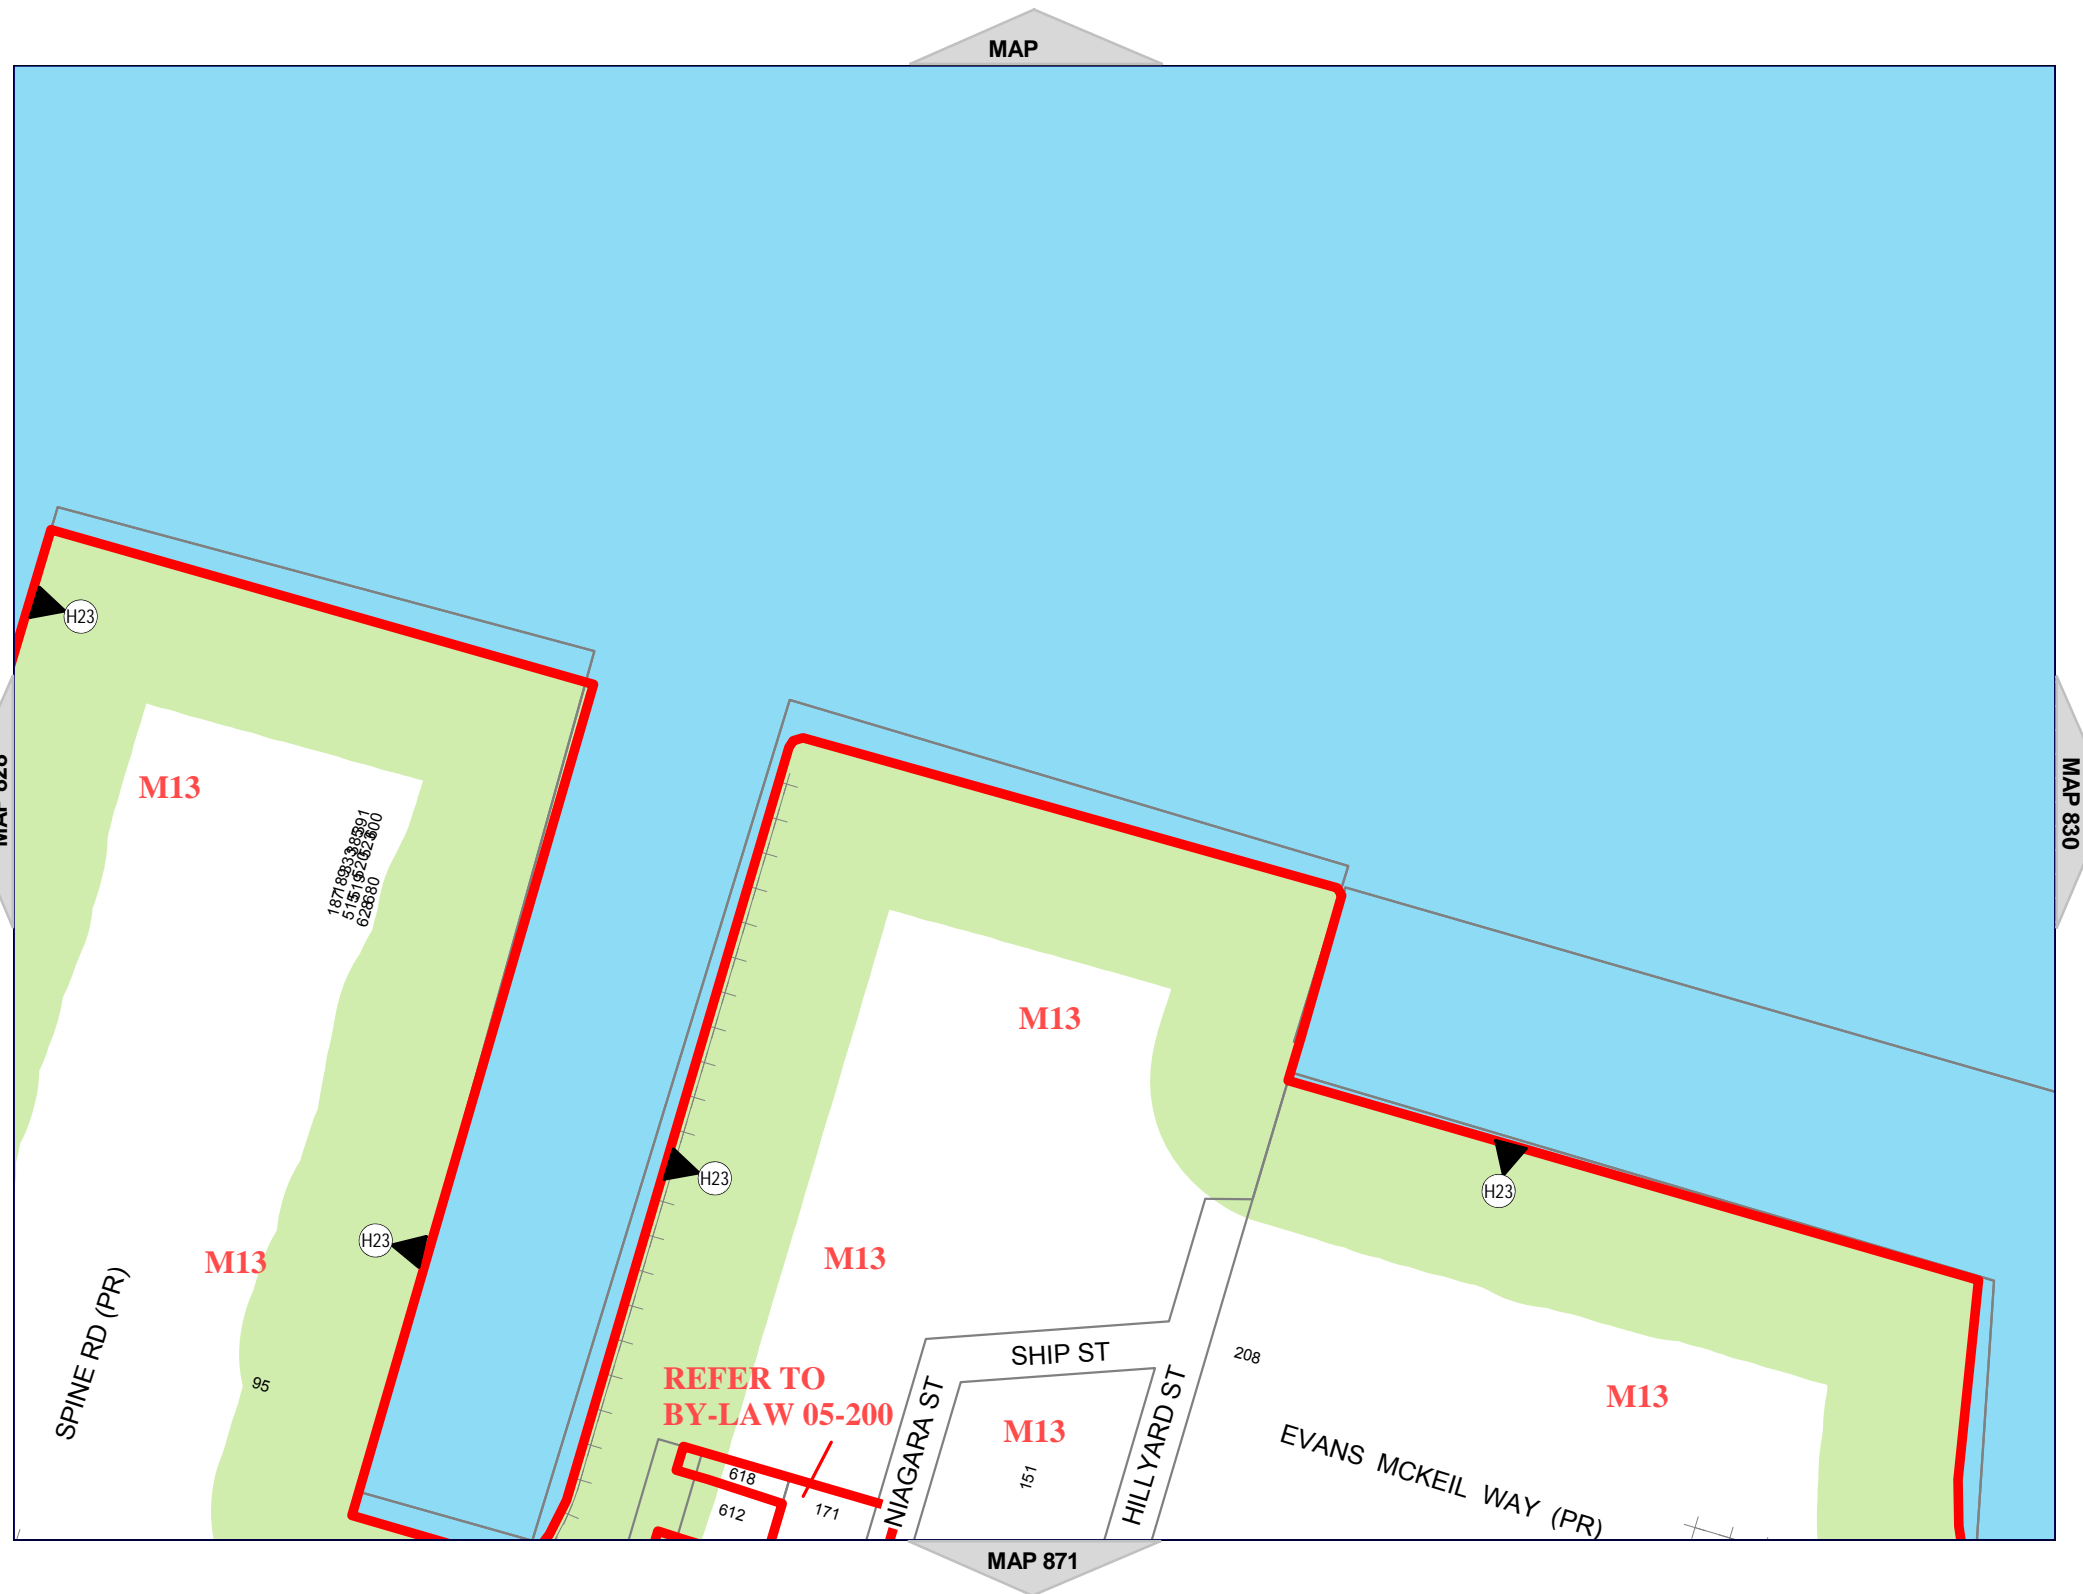 MAP
H23
M13
MAP 830
M13
H23
H23
H23
M13
M13
SPINE RD (PR)
95
SHIP ST
208
REFER TO
BY-LAW 05-200
NIAGARA ST
M13
151
HILLYARD ST
M13
EVANS MCKEIL WAY (PR)
618
612
171
MAP 871